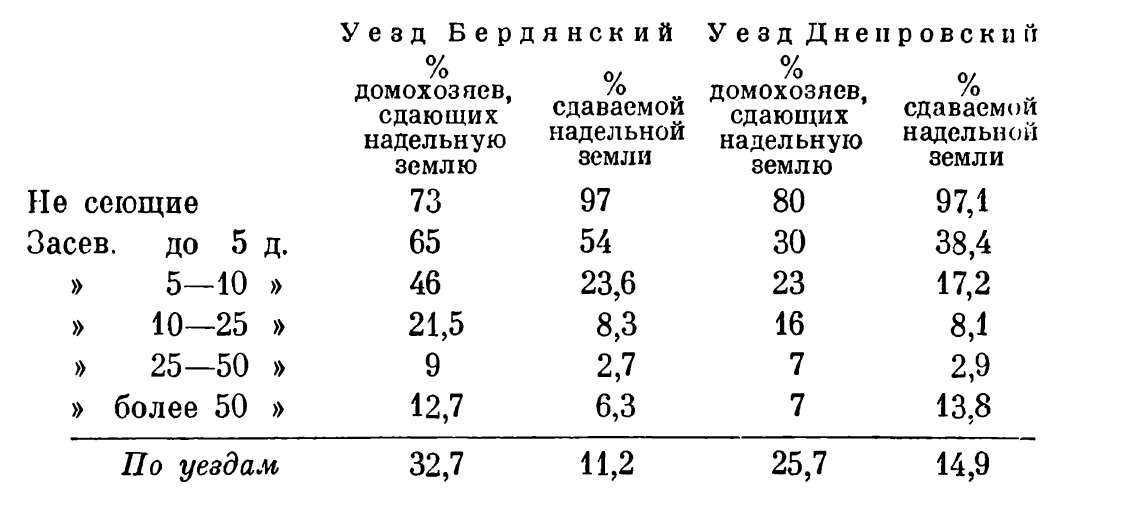 Уезд Бердянский Уезд Днепровский
% домохозяев, сдающих надельную землю % сдаваемой надельной земли % домохозяев, сдающих надельную землю % сдаваемой надельной земли
Не сеющие 73 97 80 97,1
Засев. до 5 д. 65 54 30 38,4
» 5—10 » 46 23,6 23 17,2
» 10—25 » 21,5 8,3 16 8,1
» 25—50 » 9 2,7 7 2,9
» более 50 » 12,7 6,3 7 13,8
По уездам 32,7 11,2 25,7 14,9